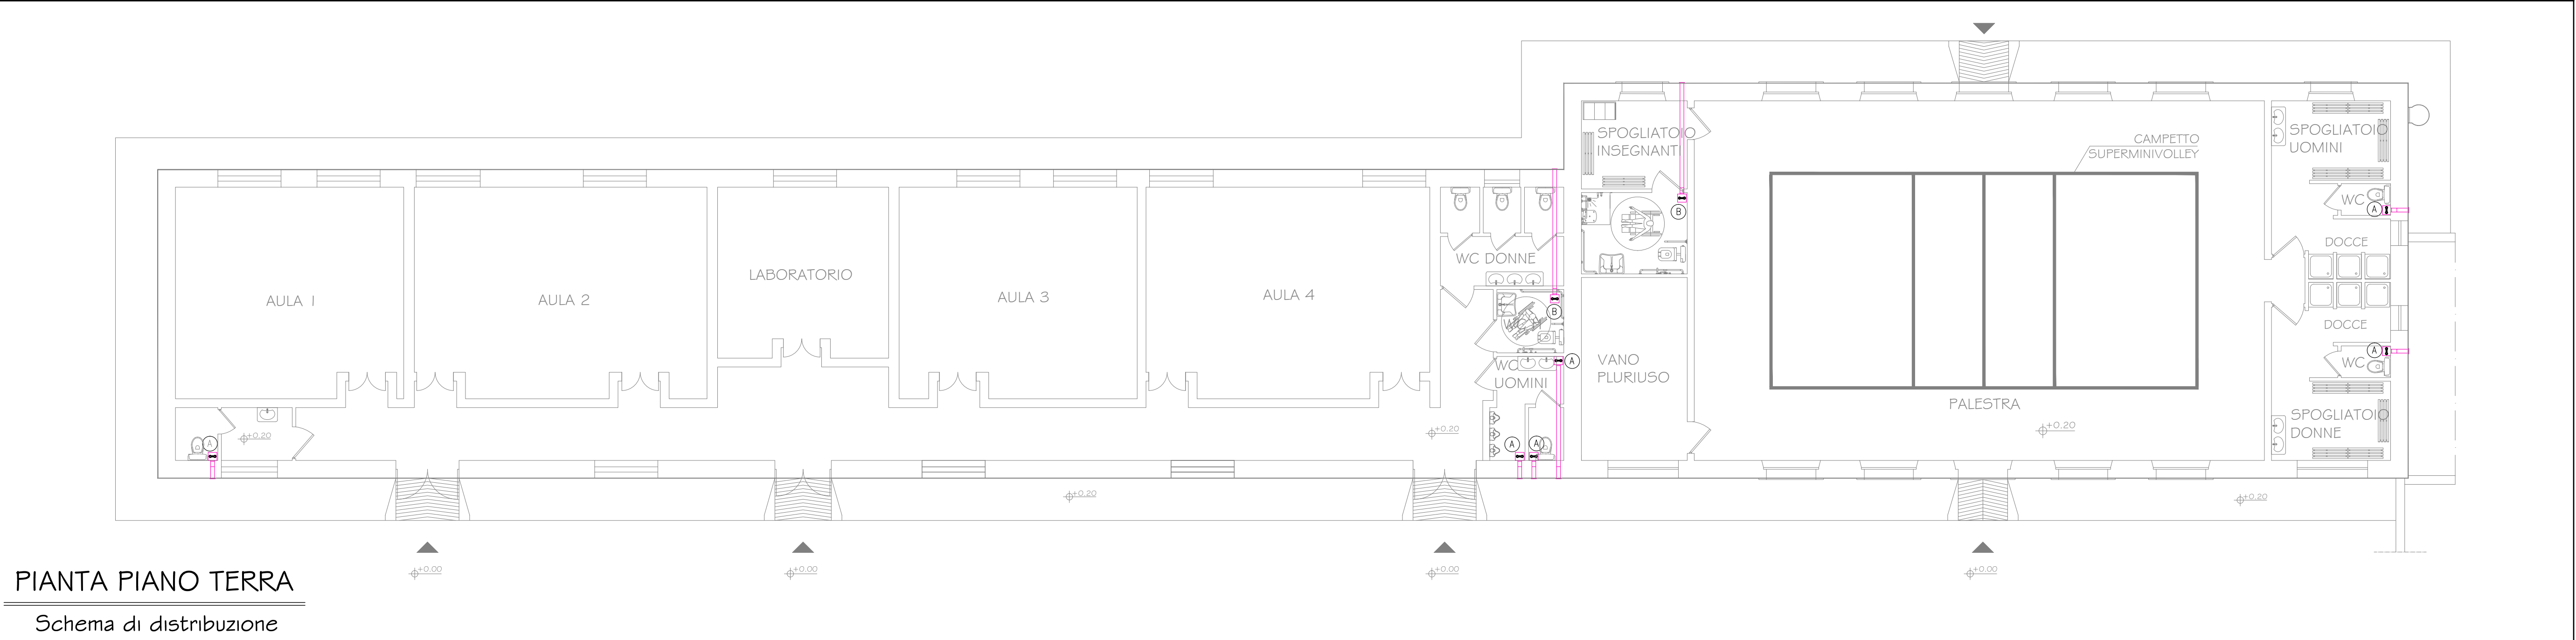 SPOGLIATOIO
INSEGNANTI
B
CAMPETTO
SUPERMINIVOLLEY
SPOGLIATOIO
UOMINI
WC
A
DOCCE
DOCCE
A
WC
SPOGLIATOIO
DONNE
AULA 1
AULA 2
LABORATORIO
AULA 3
AULA 4
WC DONNE
B
A
WC
UOMINI
A
A
VANO
PLURIUSO
PALESTRA
+0.20
A
+0.20
+0.20
+0.20
+0.20
+0.00
+0.00
+0.00
+0.00
PIANTA PIANO TERRA
Schema di distribuzione